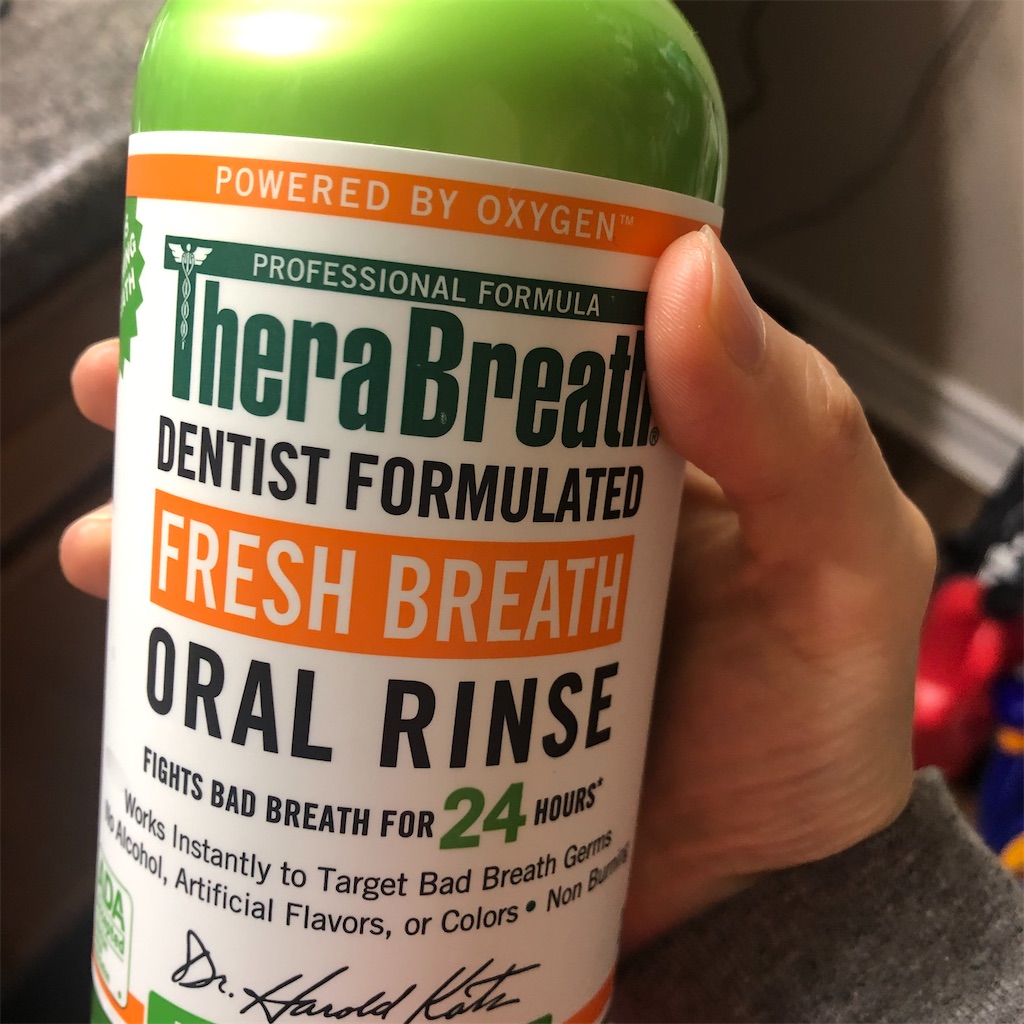 POWERED BY OXYGEN™
PROFESSIONAL FORMULA
TheraBreath®
DENTIST FORMULATED
FRESH BREATH
ORAL RINSE
FIGHTS BAD BREATH FOR 24 HOURS*
Works Instantly to Target Bad Breath Germs
No Alcohol, Artificial Flavors, or Colors • Non Burning
Dr. Harold Katz
ADA